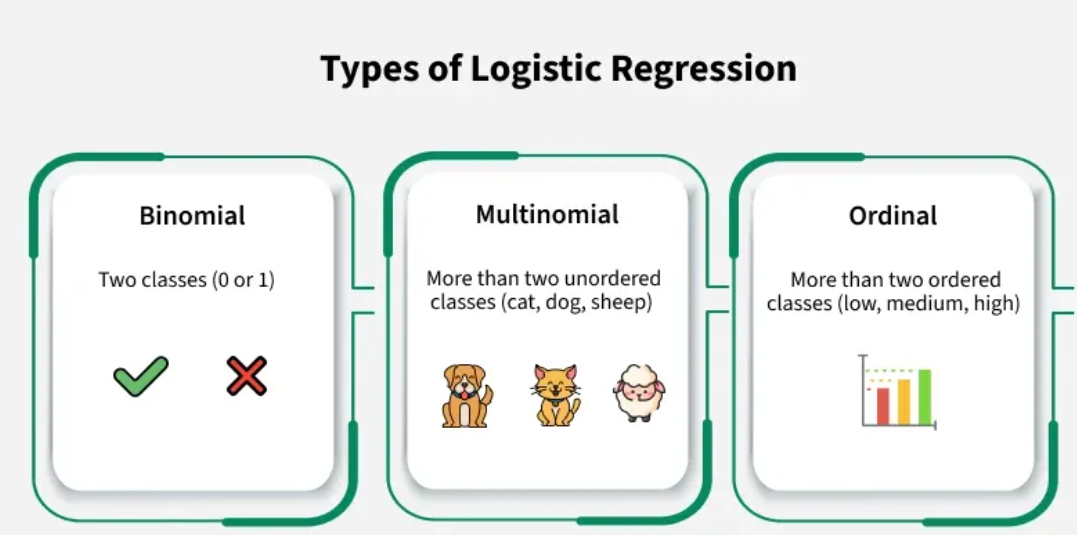 Types of Logistic Regression
Binomial
Two classes (0 or 1)
Multinomial
More than two unordered
classes (cat, dog, sheep)
Ordinal
More than two ordered
classes (low, medium, high)